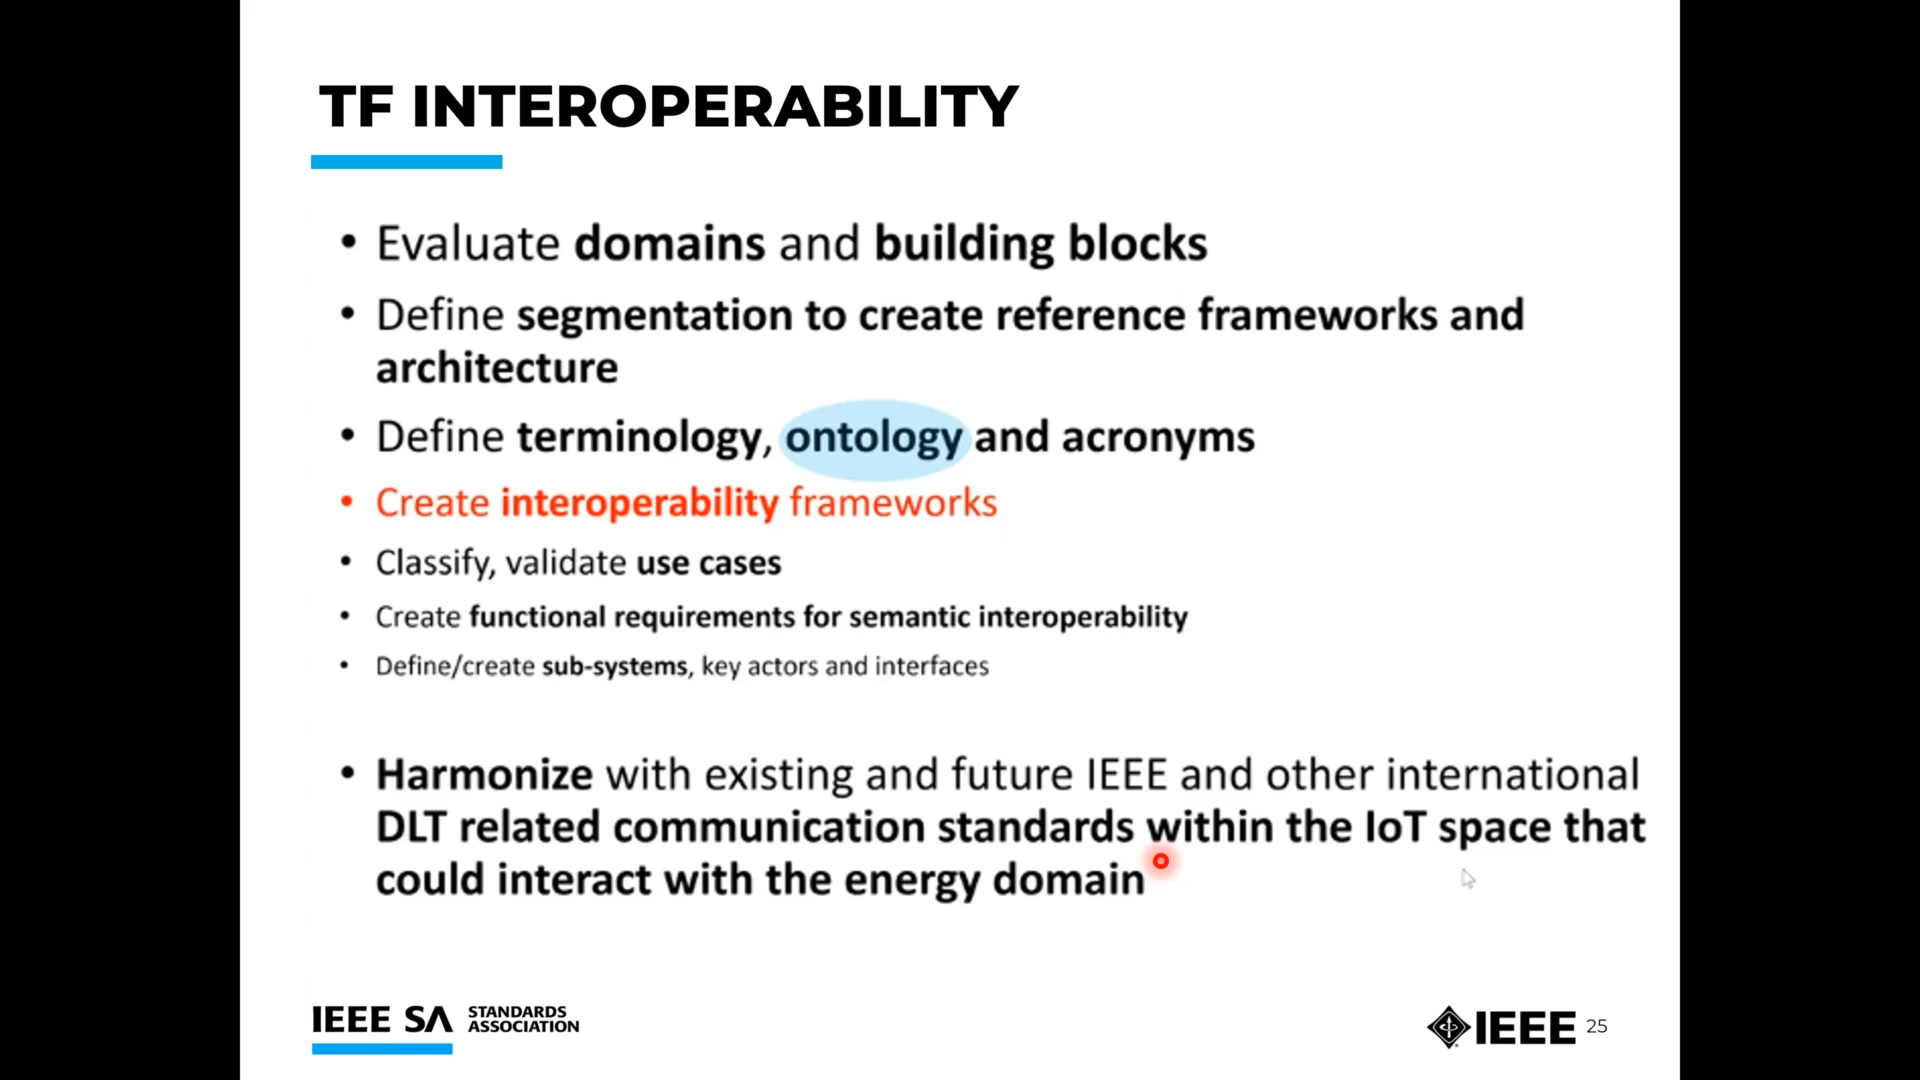 TF INTEROPERABILITY
• Evaluate domains and building blocks
• Define segmentation to create reference frameworks and
architecture
• Define terminology, ontology and acronyms
• Create interoperability frameworks
• Classify, validate use cases
• Create functional requirements for semantic interoperability
• Define/create sub-systems, key actors and interfaces
• Harmonize with existing and future IEEE and other international
DLT related communication standards within the IoT space that
could interact with the energy domain
IEEE SA STANDARDS
ASSOCIATION
IEEE 25